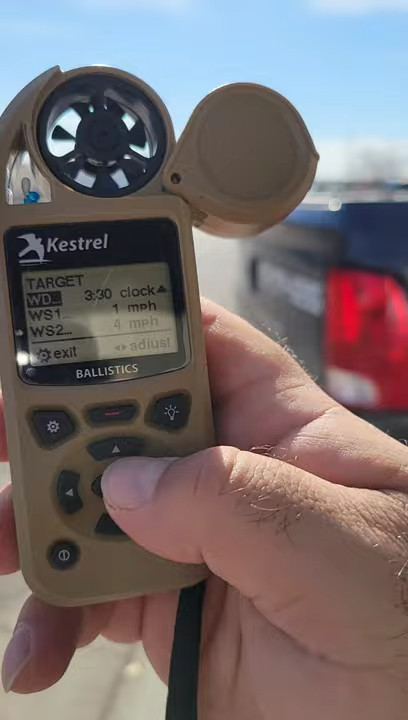 Kestrel
TARGET
WD... 3:30 clock
WS1... 1 mph
WS2... 4 mph
exit adjust
BALLISTICS